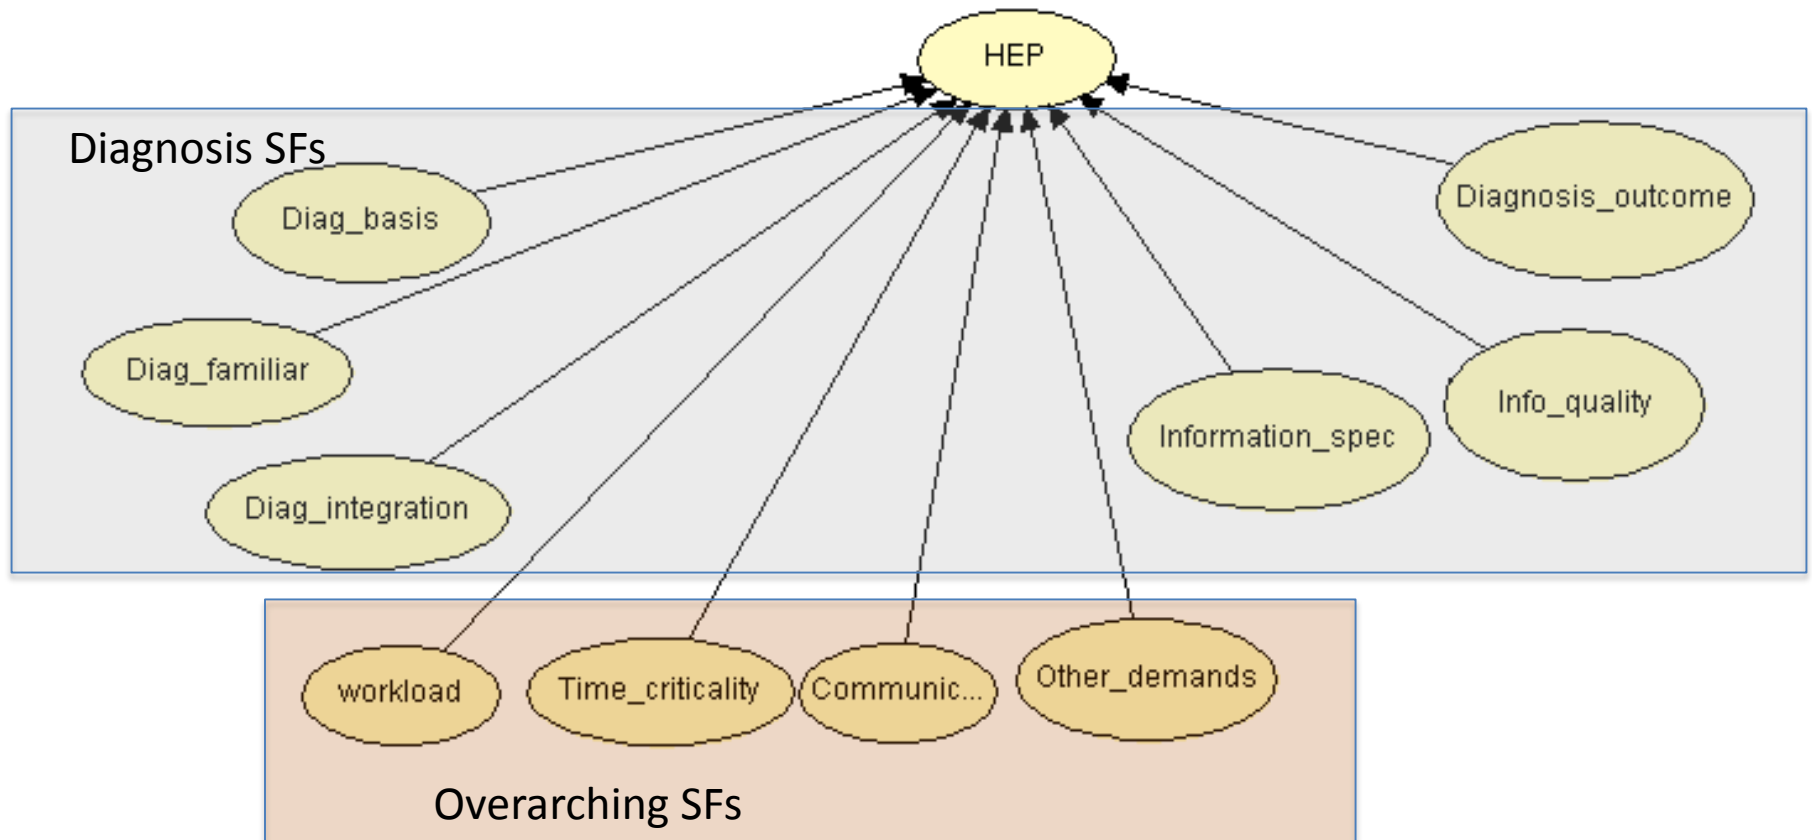 HEP
Diagnosis SFs
Diag_basis
Diagnosis_outcome
Diag_familiar
Info_quality
Information_spec
Diag_integration
workload
Time_criticality
Communic...
Other_demands
Overarching SFs